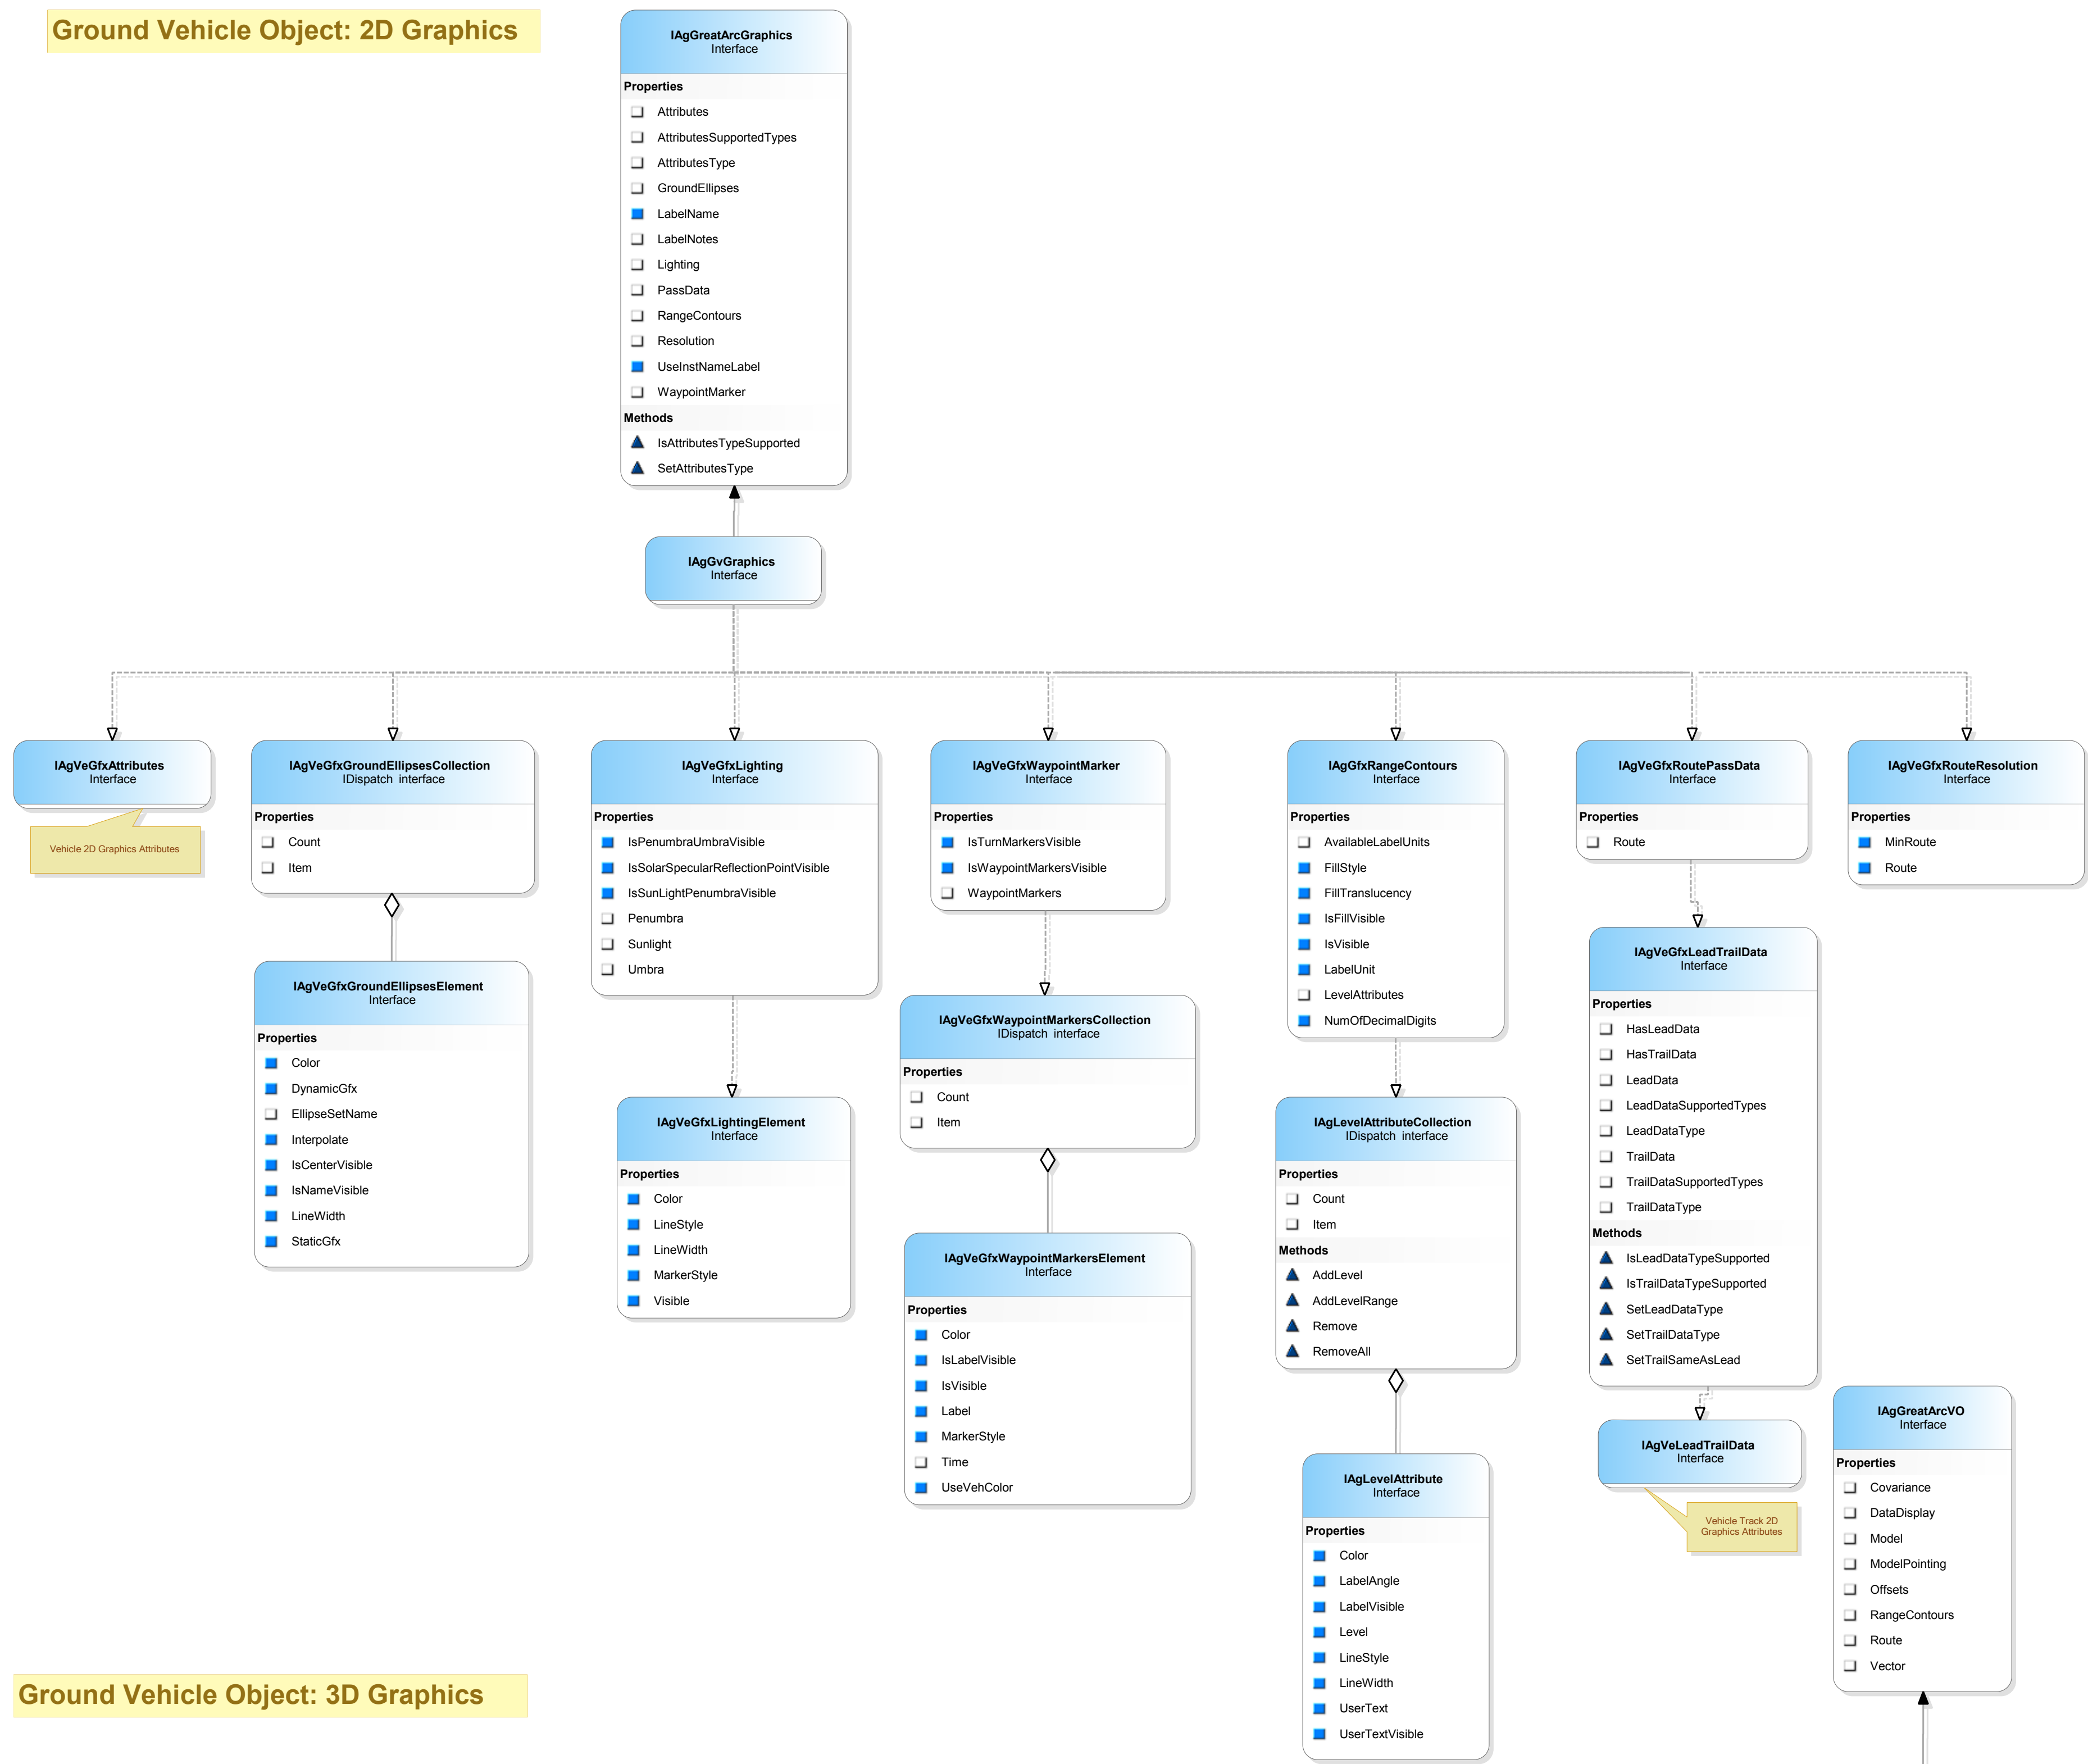 Ground Vehicle Object: 2D Graphics
IAgGreatArcGraphics
Interface
Properties
Attributes
AttributesSupportedTypes
AttributesType
GroundEllipses
LabelName
LabelNotes
Lighting
PassData
RangeContours
Resolution
UseInstNameLabel
WaypointMarker
Methods
IsAttributesTypeSupported
SetAttributesType
IAgGvGraphics
Interface
IAgVeGfxAttributes
Interface
Vehicle 2D Graphics Attributes
IAgVeGfxGroundEllipsesCollection
IDispatch interface
Properties
Count
Item
IAgVeGfxGroundEllipsesElement
Interface
Properties
Color
DynamicGfx
EllipseSetName
Interpolate
IsCenterVisible
IsNameVisible
LineWidth
StaticGfx
IAgVeGfxLighting
Interface
Properties
IsPenumbraUmbraVisible
IsSolarSpecularReflectionPointVisible
IsSunLightPenumbraVisible
Penumbra
Sunlight
Umbra
IAgVeGfxLightingElement
Interface
Properties
Color
LineStyle
LineWidth
MarkerStyle
Visible
IAgVeGfxWaypointMarker
Interface
Properties
IsTurnMarkersVisible
IsWaypointMarkersVisible
WaypointMarkers
IAgVeGfxWaypointMarkersCollection
IDispatch interface
Properties
Count
Item
IAgVeGfxWaypointMarkersElement
Interface
Properties
Color
IsLabelVisible
IsVisible
Label
MarkerStyle
Time
UseVehColor
IAgGfxRangeContours
Interface
Properties
AvailableLabelUnits
FillStyle
FillTranslucency
IsFillVisible
IsVisible
LabelUnit
LevelAttributes
NumOfDecimalDigits
IAgLevelAttributeCollection
IDispatch interface
Properties
Count
Item
Methods
AddLevel
AddLevelRange
Remove
RemoveAll
IAgLevelAttribute
Interface
Properties
Color
LabelAngle
LabelVisible
Level
LineStyle
LineWidth
UserText
UserTextVisible
IAgVeGfxRoutePassData
Interface
Properties
Route
IAgVeGfxLeadTrailData
Interface
Properties
HasLeadData
HasTrailData
LeadData
LeadDataSupportedTypes
LeadDataType
TrailData
TrailDataSupportedTypes
TrailDataType
Methods
IsLeadDataTypeSupported
IsTrailDataTypeSupported
SetLeadDataType
SetTrailDataType
SetTrailSameAsLead
IAgVeLeadTrailData
Interface
Vehicle Track 2D
Graphics Attributes
IAgVeGfxRouteResolution
Interface
Properties
MinRoute
Route
IAgGreatArcVO
Interface
Properties
Covariance
DataDisplay
Model
ModelPointing
Offsets
RangeContours
Route
Vector
Ground Vehicle Object: 3D Graphics